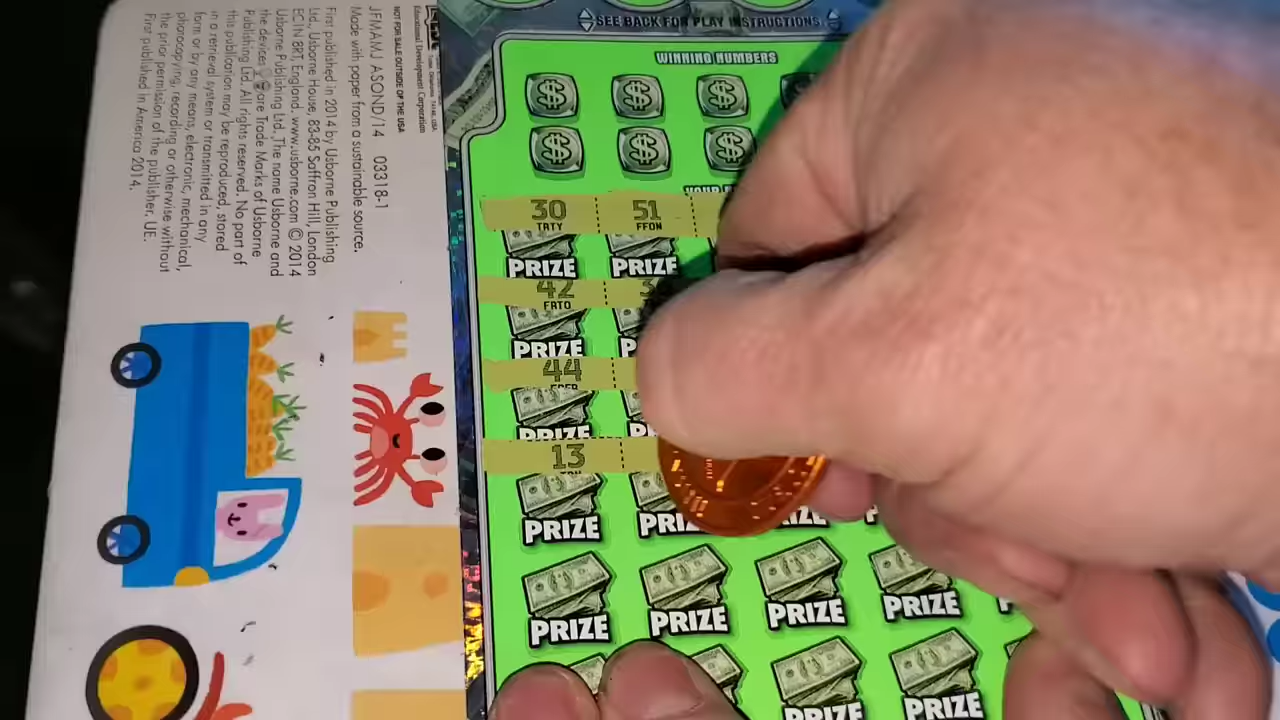 SEE BACK FOR PLAY INSTRUCTIONS.
WINNING NUMBERS
YOUR
30 51
TRTY FFON
PRIZE PRIZE
42
FRTO
PRIZE
44
PRIZE
13
PRIZE
PRIZE PRIZE PRIZE PRIZE
PRIZE PRIZE
Educational Development Corporation
NOT FOR SALE OUTSIDE OF THE USA
JFMAMJ ASOND/14 03318-1
Made with paper from a sustainable source.
First published in 2014 by Usborne Publishing
Ltd., Usborne House, 83-85 Saffron Hill, London
EC1N 8RT, England. www.usborne.com © 2014
Usborne Publishing Ltd. The name Usborne and
the devices are Trade Marks of Usborne
Publishing Ltd. All rights reserved. No part of
this publication may be reproduced, stored
in a retrieval system or transmitted in any
form or by any means, electronic, mechanical,
photocopying, recording or otherwise without
the prior permission of the publisher. UE.
First published in America 2014.